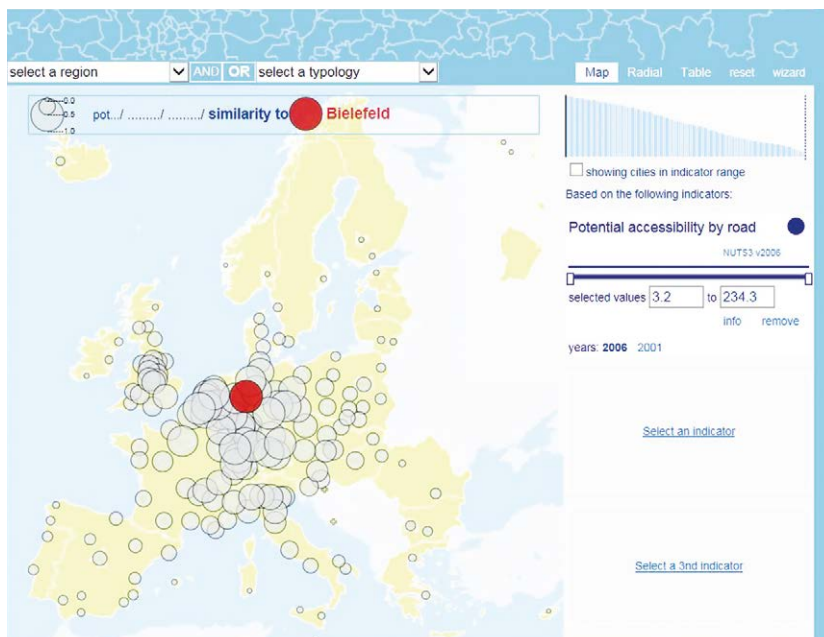 select a region AND OR select a typology Map Radial Table reset wizard
0.0
0.5
1.0
pot.../ ........./ ........./ similarity to Bielefeld
showing cities in indicator range
Based on the following indicators:
Potential accessibility by road
NUTS3 v2006
selected values 3.2 to 234.3
info remove
years: 2006 2001
Select an indicator
Select a 3nd indicator